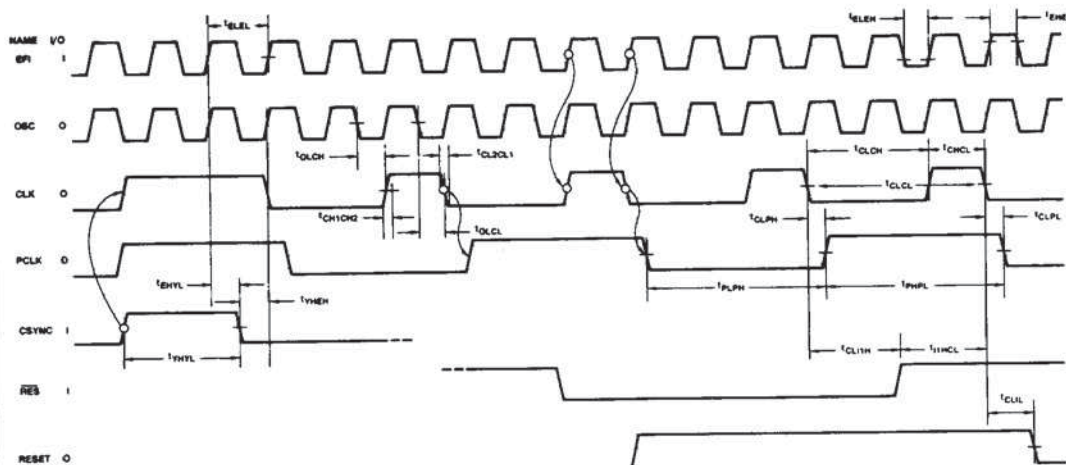 tELEL
tELEH
tEHE
NAME I/O
EFI I
OSC O
tOLCH
tCL2CL1
tCLCH
tCHCL
CLK O
tCLCL
tCH1CH2
tOLCL
tCLPH
tCLPL
PCLK O
tEHYL
tYHEH
tPLPH
tPHPL
CSYNC I
tYHYL
tCLI1H
tI1HCL
RES I
tCLIL
RESET O